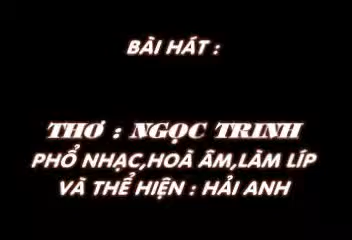 BÀI HÁT :
THƠ : NGỌC TRINH
PHỔ NHẠC,HOÀ ÂM,LÀM LÍP
VÀ THỂ HIỆN : HẢI ANH